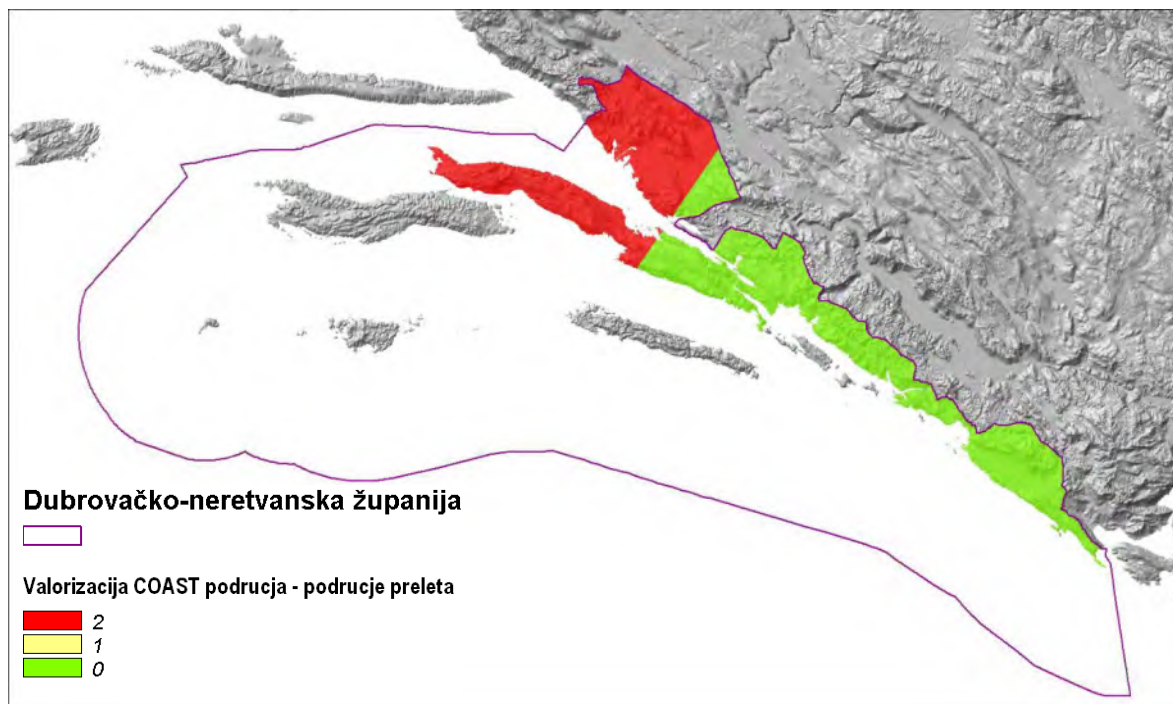 Dubrovačko-neretvanska županija
Valorizacija COAST podrucja - podrucje preleta
2
1
0